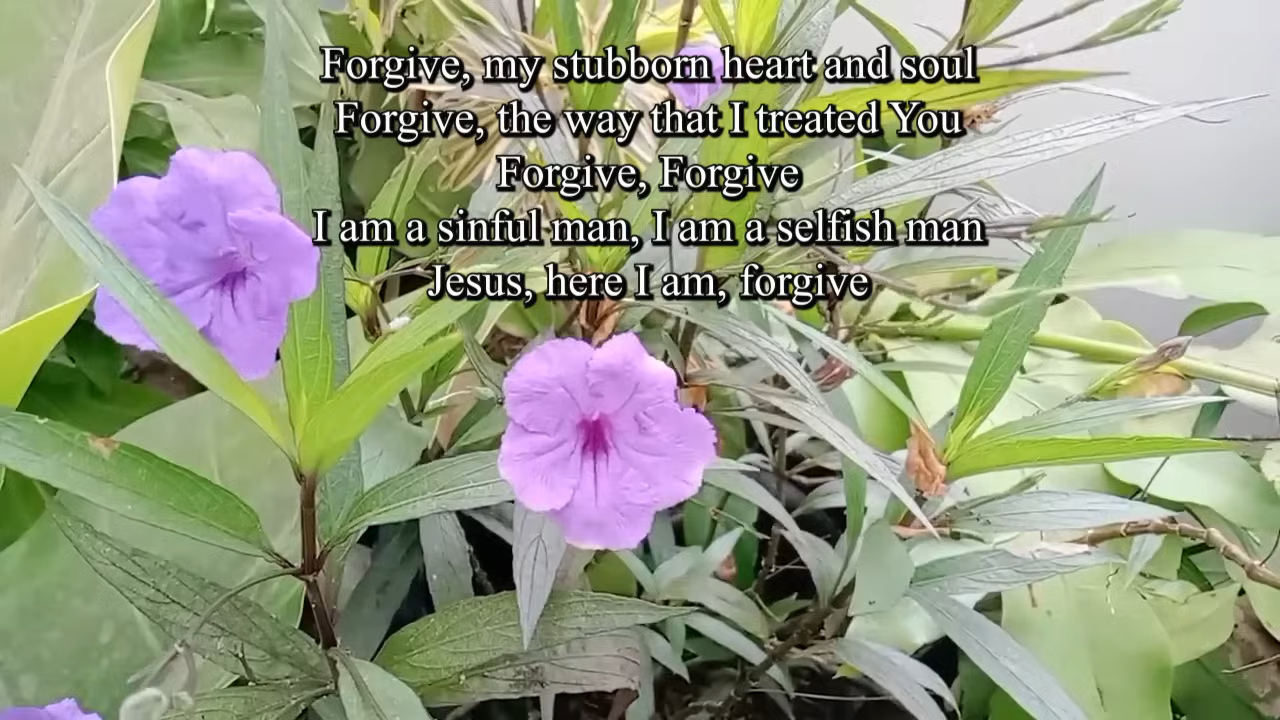 Forgive, my stubborn heart and soul
Forgive, the way that I treated You
Forgive, Forgive
I am a sinful man, I am a selfish man
Jesus, here I am, forgive